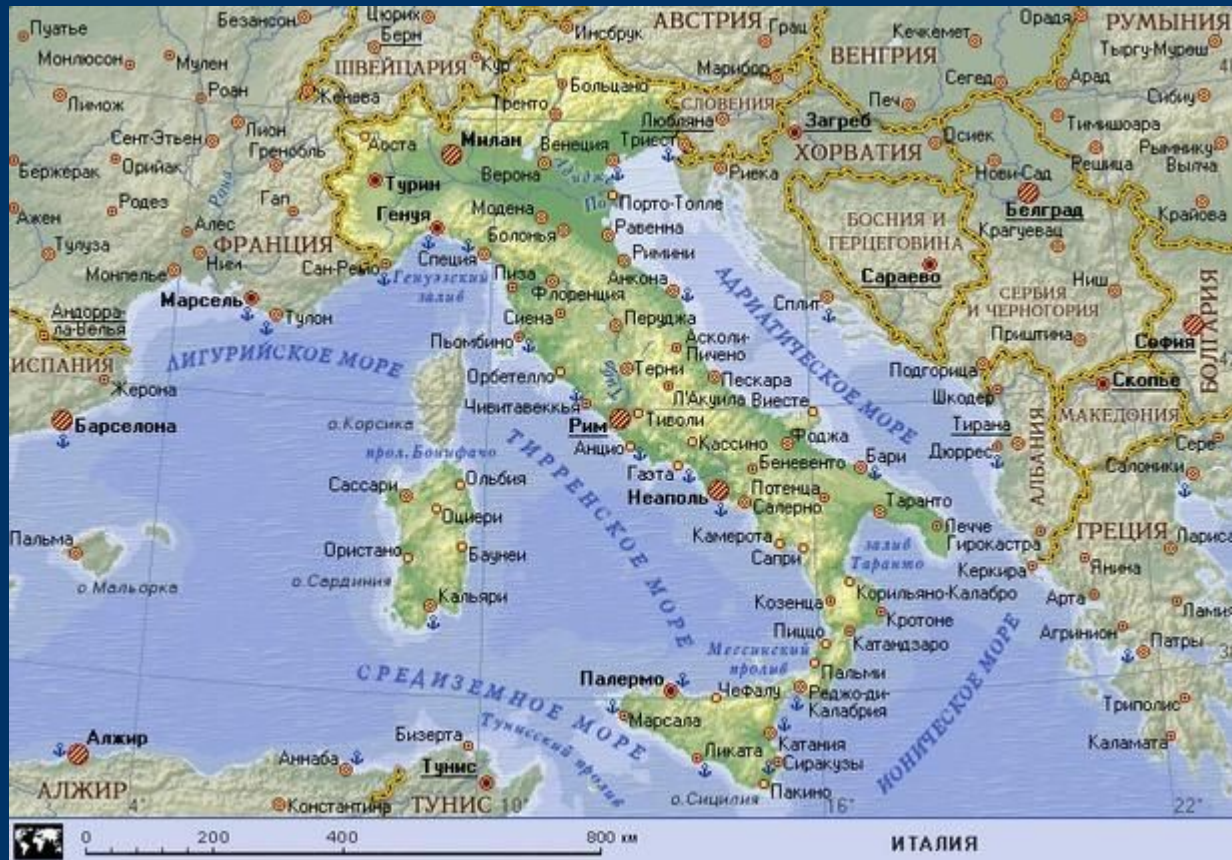 Пуатье
Безансон
Цюрих
Берн
Инсбрук
АВСТРИЯ
Грац
Кечкемет
Орадя
РУМЫНИЯ
Тыргу-Муреш
ВЕНГРИЯ
Монлюсон
Мулен
ШВЕЙЦАРИЯ
Кур
Больцано
Марибор
Сегед
Арад
Лимож
Роан
Женева
Тренто
СЛОВЕНИЯ
Печ
Сибиу
Сент-Этьен
Лион
Аоста
Милан
Венеция
Любляна
Триест
Загреб
Осиек
Тимишоара
Бержерак
Орийак
Гренобль
Верона
Адидже
ХОРВАТИЯ
Решица
Рымнику
Вылча
Рона
Турин
Риека
Нови-Сад
Ажен
Родез
Гап
По
Порто-Толле
Белград
Крайова
Алес
Генуя
Модена
БОСНИЯ И
ГЕРЦЕГОВИНА
Крагуевац
Тулуза
ФРАНЦИЯ
Болонья
Равенна
Монпелье
Ним
Сан-Ремо
Специя
Римини
Генуэзский
залив
Пиза
Анкона
Сараево
Ниш
Марсель
Флоренция
АДРИАТИЧЕСКОЕ МОРЕ
Сплит
СЕРБИЯ
И ЧЕРНОГОРИЯ
БОЛГАРИЯ
Андорра-
ла-Велья
Тулон
Сиена
Перуджа
Приштина
София
ИСПАНИЯ
ЛИГУРИЙСКОЕ МОРЕ
Пьомбино
Асколи-
Пичено
Подгорица
Жерона
Орбетелло
Тибр
Терни
Пескара
Шкодер
Скопье
Чивитавеккья
Л'Акуила
Виесте
МАКЕДОНИЯ
Барселона
о.Корсика
Рим
Тиволи
Тирана
прол.Бонифачо
Анцио
Кассино
Фоджа
Дюррес
Сере
ТИРРЕНСКОЕ МОРЕ
Гаэта
Беневенто
Бари
АЛБАНИЯ
Салоники
Сассари
Ольбия
Неаполь
Потенца
Салерно
Таранто
Оциери
Лечче
ГРЕЦИЯ
Пальма
Камерота
Гирокастра
Лариса
Ористано
Баунеи
Сапри
залив
Таранто
Керкира
Янина
о.Мальорка
о.Сардиния
Кальяри
Козенца
Корильяно-Калабро
Арта
Ламия
Кротоне
Пиццо
Катандзаро
Агринион
Патры
Мессинский
пролив
Пальми
СРЕДИЗЕМНОЕ МОРЕ
Палермо
Чефалу
Реджо-ди-
Калабрия
ИОНИЧЕСКОЕ МОРЕ
Триполис
Марсала
Тунисский пролив
Каламата
Алжир
Бизерта
Катания
Аннаба
Тунис
Ликата
Сиракузы
АЛЖИР
Константина
ТУНИС
о.Сицилия
Пакино
4°
10°
16°
22°
0 200 400 800 км
ИТАЛИЯ